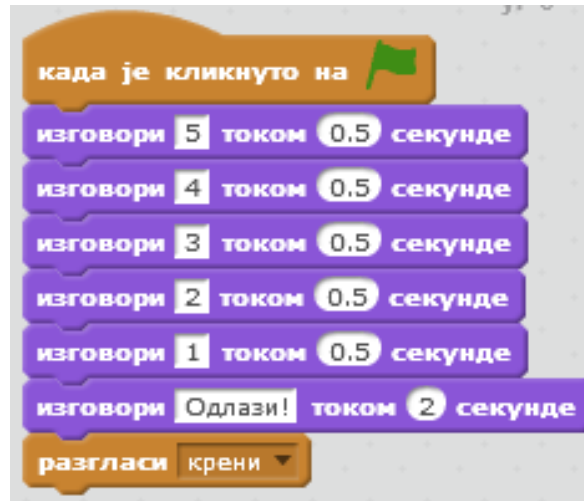 када је кликнуто на
изговори 5 током 0.5 секунде
изговори 4 током 0.5 секунде
изговори 3 током 0.5 секунде
изговори 2 током 0.5 секунде
изговори 1 током 0.5 секунде
изговори Одлази! током 2 секунде
разгласи крени